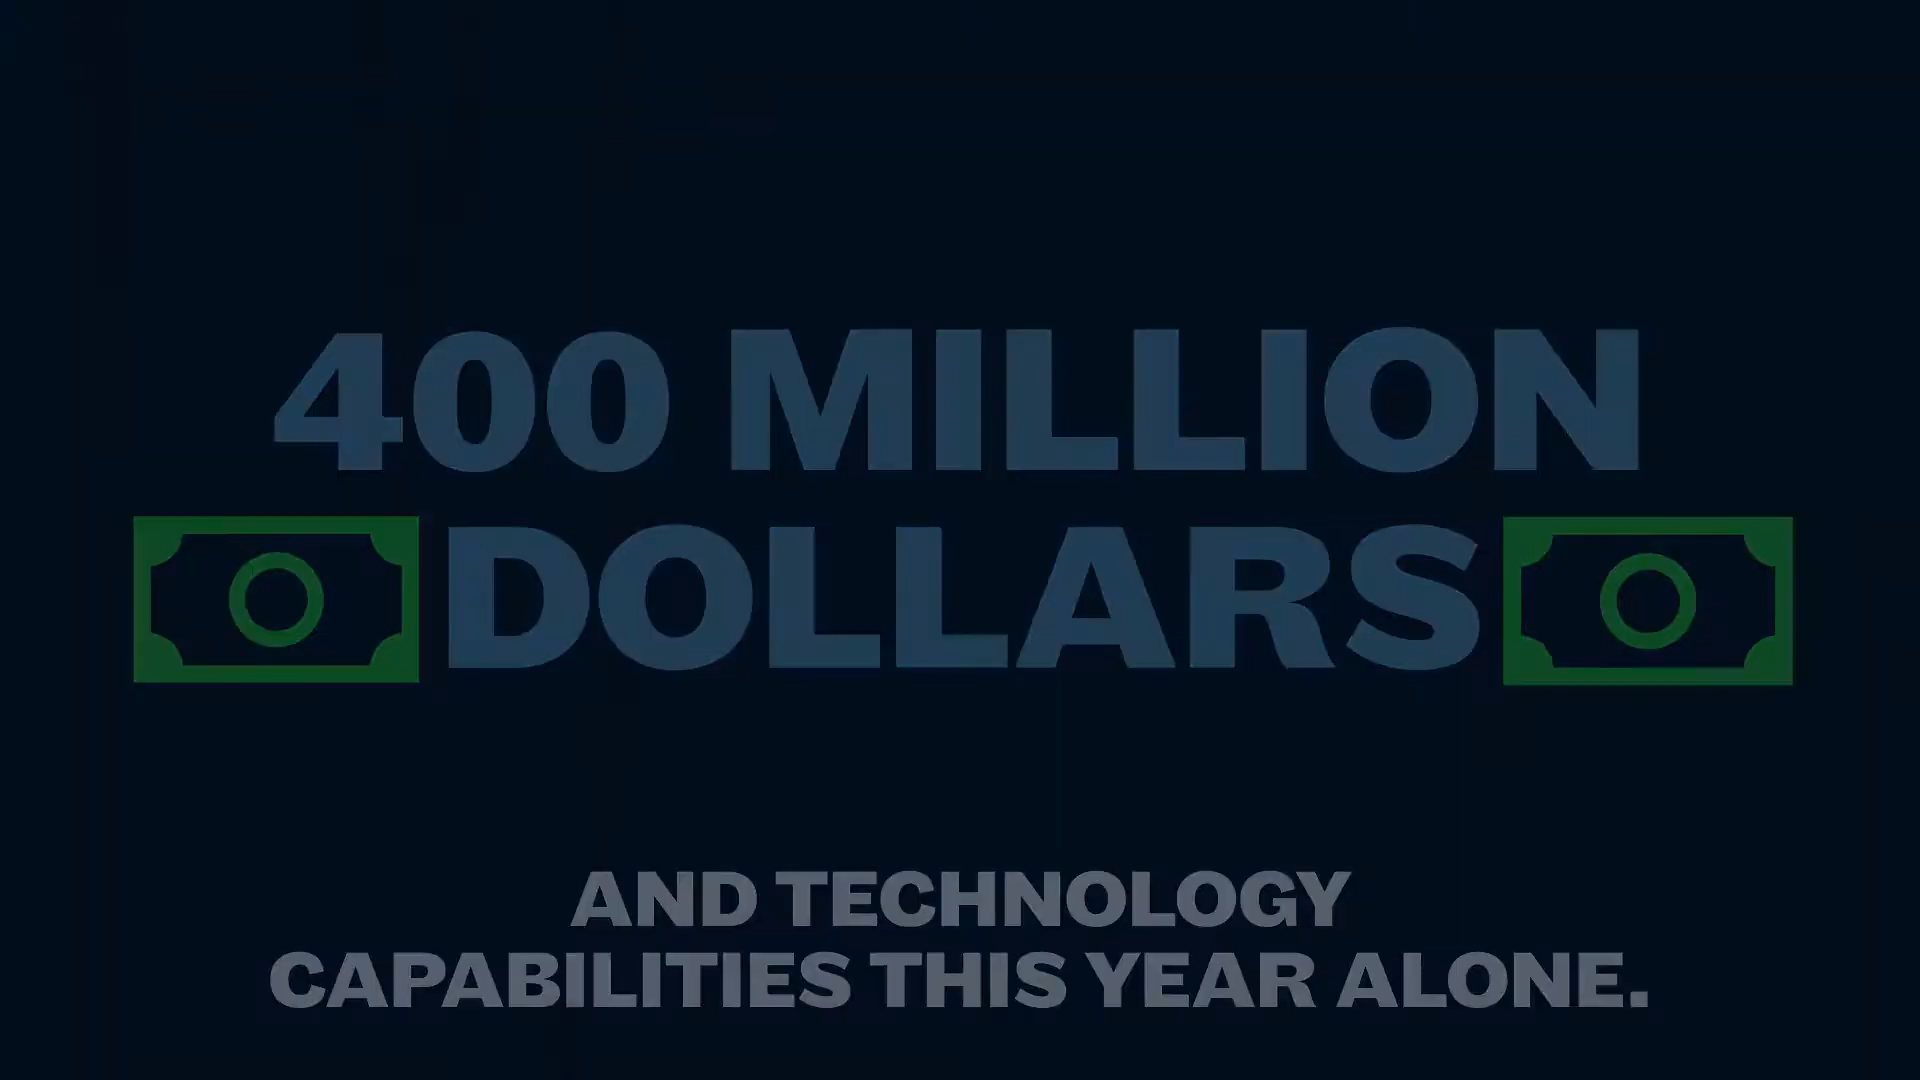 400 MILLION
DOLLARS
AND TECHNOLOGY
CAPABILITIES THIS YEAR ALONE.